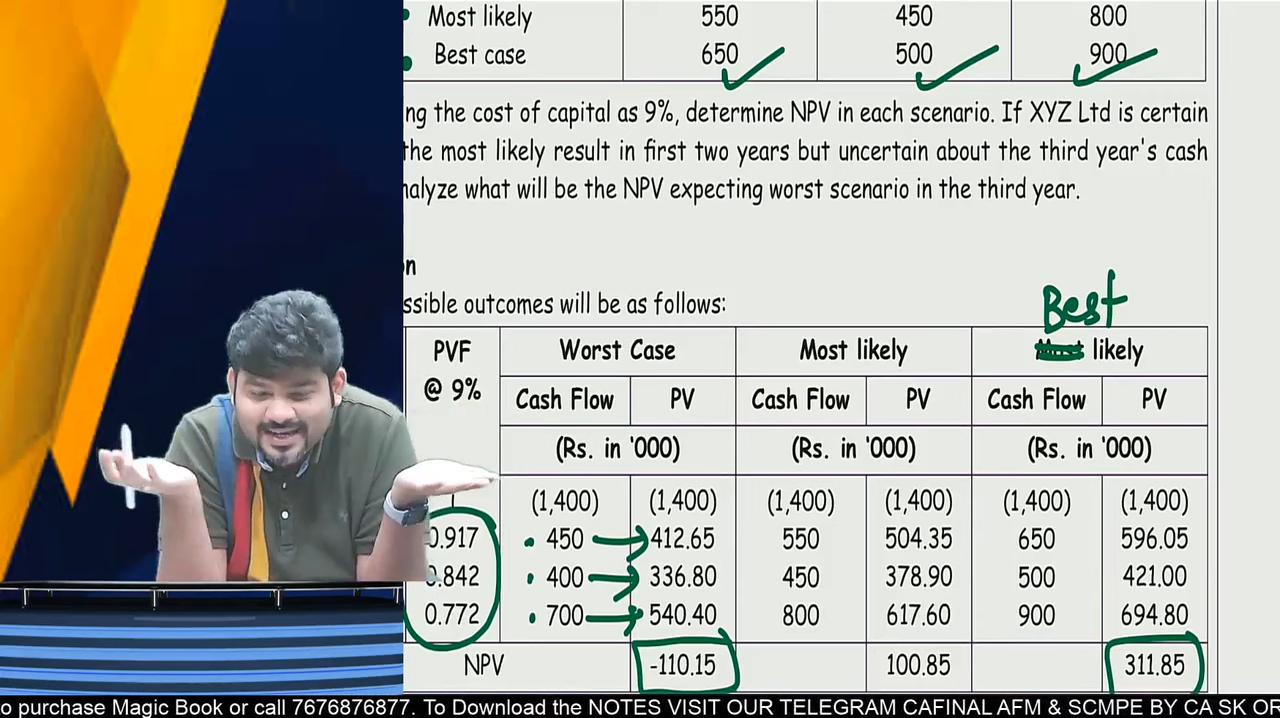 Most likely 550 450 800
Best case 650 500 900
ng the cost of capital as 9%, determine NPV in each scenario. If XYZ Ltd is certain
the most likely result in first two years but uncertain about the third year's cash
nalyze what will be the NPV expecting worst scenario in the third year.
on
ssible outcomes will be as follows:
Best
PVF Worst Case Most likely likely
@ 9% Cash Flow PV Cash Flow PV Cash Flow PV
(Rs. in '000) (Rs. in '000) (Rs. in '000)
1 (1,400) (1,400) (1,400) (1,400) (1,400) (1,400)
0.917 450 412.65 550 504.35 650 596.05
0.842 400 336.80 450 378.90 500 421.00
0.772 700 540.40 800 617.60 900 694.80
NPV -110.15 100.85 311.85
o purchase Magic Book or call 7676876877. To Download the NOTES VISIT OUR TELEGRAM CAFINAL AFM & SCMPE BY CA SK OR